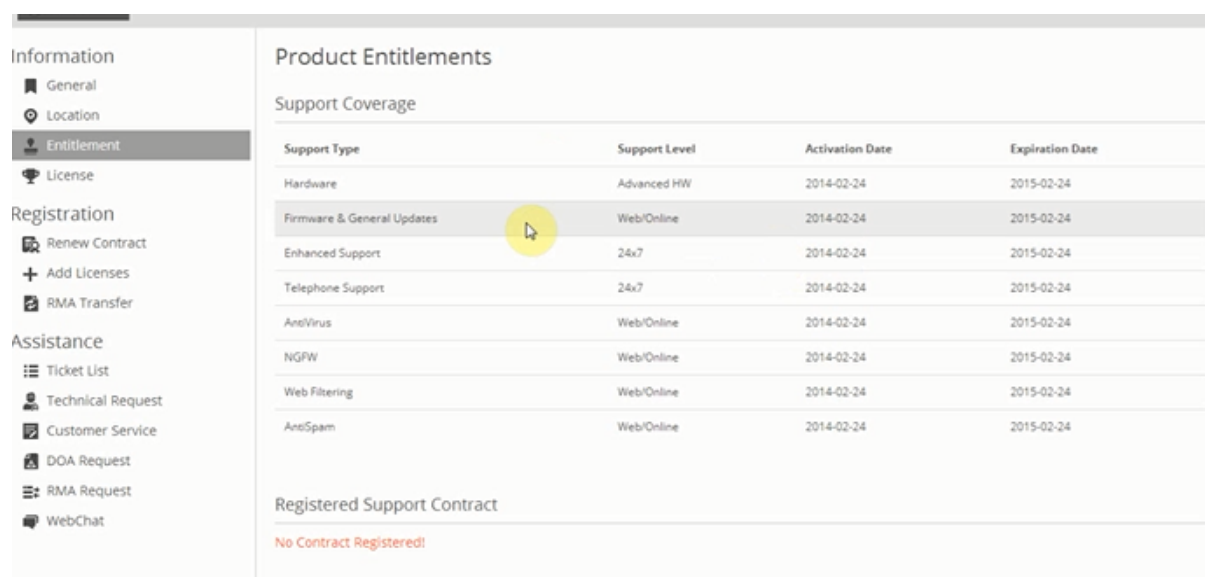 Information
General
Location
Entitlement
License
Registration
Renew Contract
Add Licenses
RMA Transfer
Assistance
Ticket List
Technical Request
Customer Service
DOA Request
RMA Request
WebChat
Product Entitlements
Support Coverage
Support Type Support Level Activation Date Expiration Date
Hardware Advanced HW 2014-02-24 2015-02-24
Firmware & General Updates Web/Online 2014-02-24 2015-02-24
Enhanced Support 24x7 2014-02-24 2015-02-24
Telephone Support 24x7 2014-02-24 2015-02-24
AntiVirus Web/Online 2014-02-24 2015-02-24
NGFW Web/Online 2014-02-24 2015-02-24
Web Filtering Web/Online 2014-02-24 2015-02-24
AntiSpam Web/Online 2014-02-24 2015-02-24
Registered Support Contract
No Contract Registered!